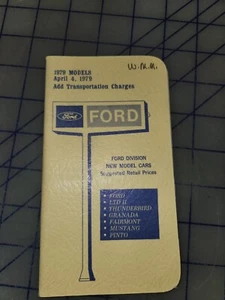 W.M.M.
1979 MODELS
April 4, 1979
Add Transportation Charges
Ford
FORD
FORD DIVISION
NEW MODEL CARS
Suggested Retail Prices
• FORD
• LTD II
• THUNDERBIRD
• GRANADA
• FAIRMONT
• MUSTANG
• PINTO